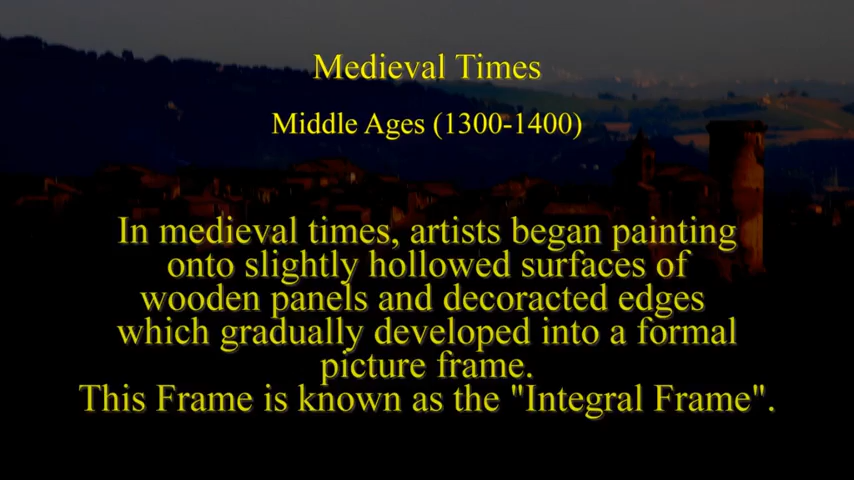 Medieval Times
Middle Ages (1300-1400)
In medieval times, artists began painting
onto slightly hollowed surfaces of
wooden panels and decoracted edges
which gradually developed into a formal
picture frame.
This Frame is known as the "Integral Frame".